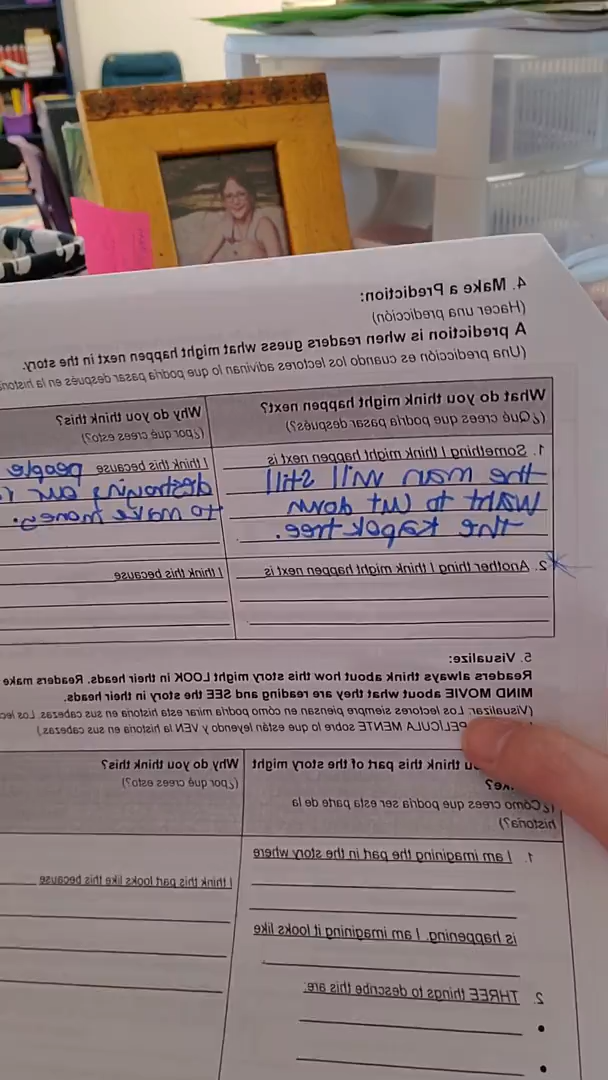 4. Make a Prediction:
(Hacer una predicción)
A prediction is when readers guess what might happen next in the story.
(Una predicción es cuando los lectores adivinan lo que podría pasar después en la
What do you think might happen next?
(¿Qué crees que podría pasar después?)
Why do you think this?
(¿por qué crees esto?)
1. Something I think might happen next is
the man will still
want to cut down
the kapok tree.
I think this because people
destroying our
to make money.
2. Another thing I think might happen next is
I think this because
5. Visualize:
Readers always think about how this story might LOOK in their heads. Readers make
MIND MOVIE about what they are reading and SEE the story in their heads.
(Visualizar: Los lectores siempre piensan en cómo podría mirar esta historia en sus cabezas. Los
PELÍCULA MENTE sobre lo que están leyendo y VEN la historia en sus cabezas.)
think this part of the story might
(¿Cómo crees que podría ser esta parte de la
historia?)
Why do you think this?
(¿por qué crees esto?)
1. I am imagining the part in the story where
is happening. I am imagining it looks like
I think this part looks like this because
2. THREE things to describe this are: